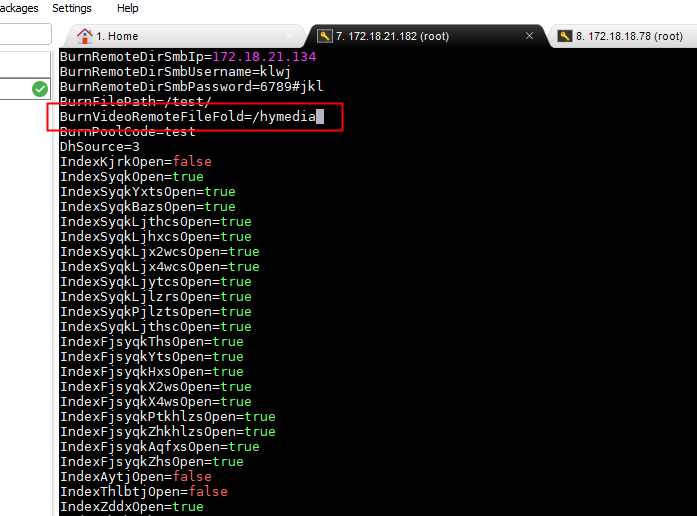 ackages Settings Help
1. Home
7. 172.18.21.182 (root)
8. 172.18.18.78 (root)
BurnRemoteDirSmbIp=172.18.21.134
BurnRemoteDirSmbUsername=klwj
BurnRemoteDirSmbPassword=6789#jkl
BurnFilePath=/test/
BurnVideoRemoteFileFold=/hymedia
BurnPoolCode=test
DhSource=3
IndexKjrkOpen=false
IndexSyqkOpen=true
IndexSyqkYxtsOpen=true
IndexSyqkBazsOpen=true
IndexSyqkLjthcsOpen=true
IndexSyqkLjhxcsOpen=true
IndexSyqkLjx2wcsOpen=true
IndexSyqkLjx4wcsOpen=true
IndexSyqkLjytcsOpen=true
IndexSyqkLjlzrsOpen=true
IndexSyqkPjlztsOpen=true
IndexSyqkLjthscOpen=true
IndexFjsyqkThsOpen=true
IndexFjsyqkYtsOpen=true
IndexFjsyqkHxsOpen=true
IndexFjsyqkX2wsOpen=true
IndexFjsyqkX4wsOpen=true
IndexFjsyqkPtkhlzsOpen=true
IndexFjsyqkZhkhlzsOpen=true
IndexFjsyqkAqfxsOpen=true
IndexFjsyqkZhsOpen=true
IndexAytjOpen=false
IndexThlbtjOpen=false
IndexZddxOpen=true